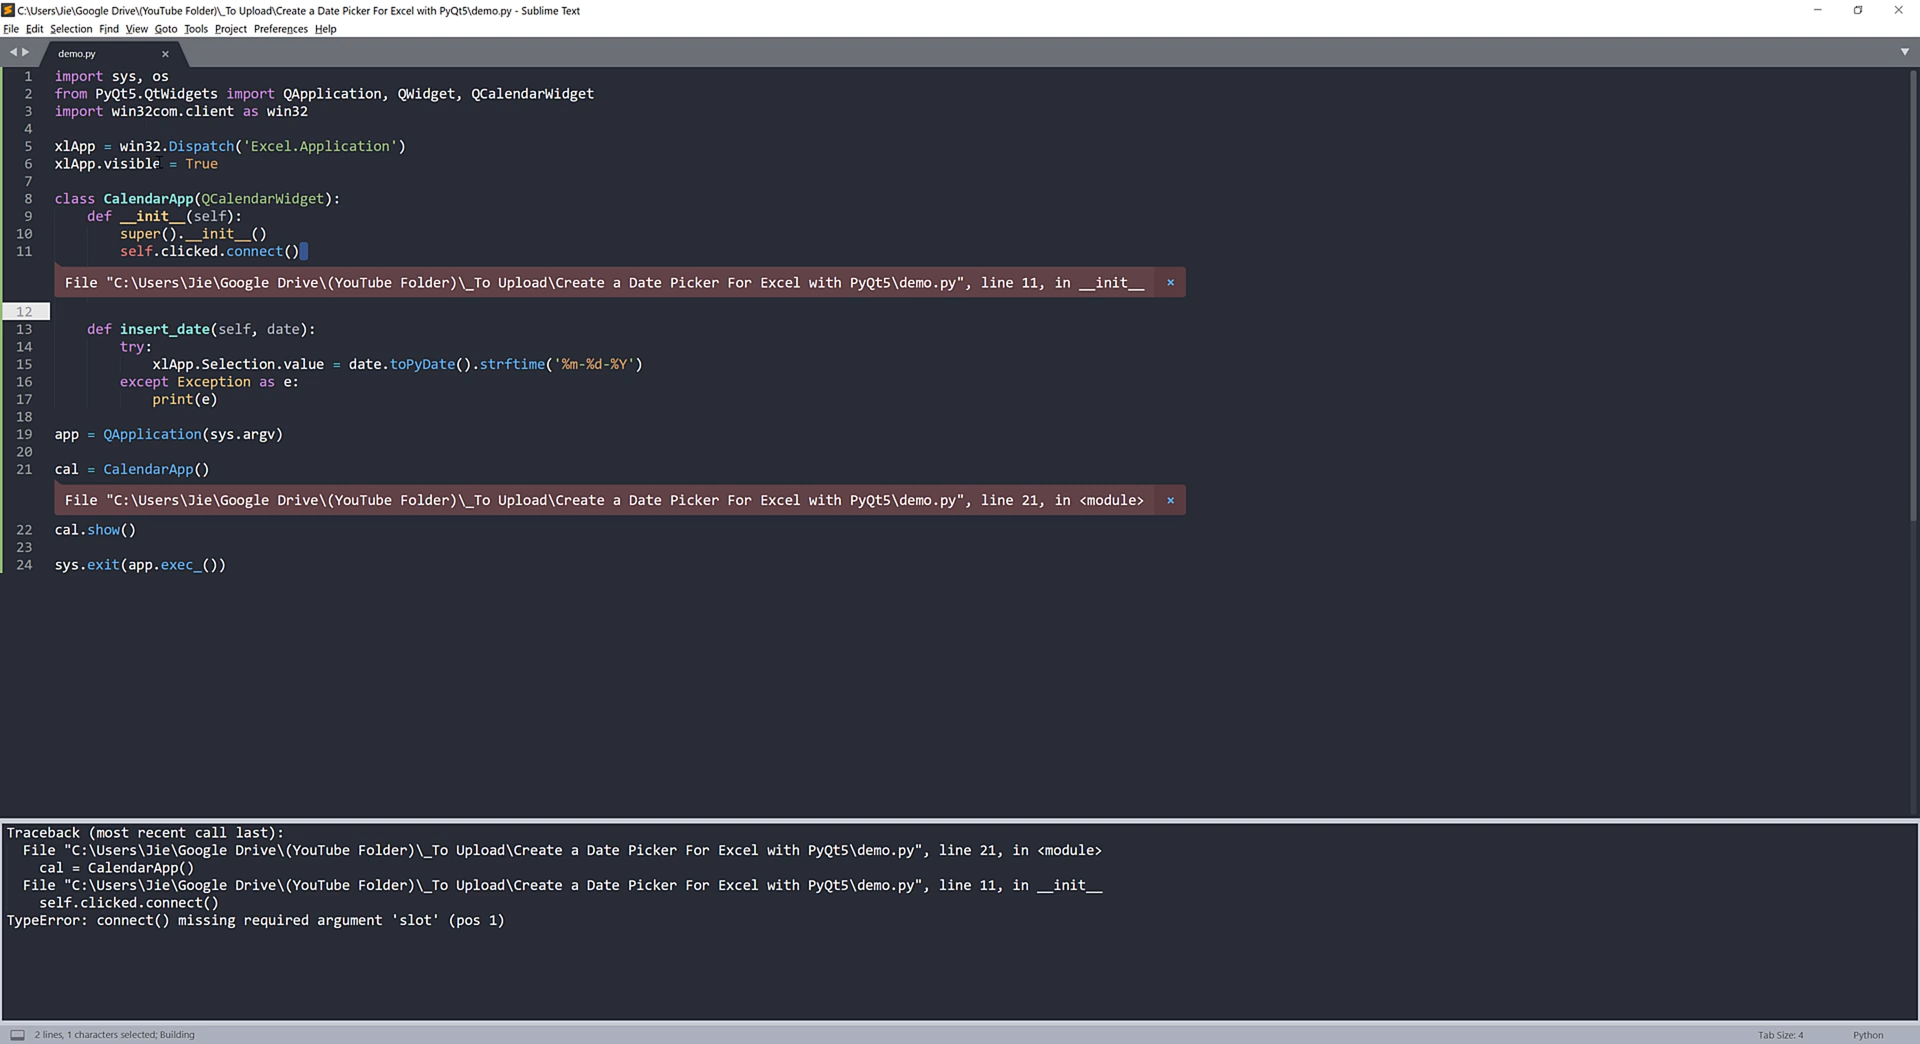 C:\Users\Jie\Google Drive\(YouTube Folder)\_To Upload\Create a Date Picker For Excel with PyQt5\demo.py - Sublime Text
File Edit Selection Find View Goto Tools Project Preferences Help
demo.py ×
1 import sys, os
2 from PyQt5.QtWidgets import QApplication, QWidget, QCalendarWidget
3 import win32com.client as win32
4
5 xlApp = win32.Dispatch('Excel.Application')
6 xlApp.visible = True
7
8 class CalendarApp(QCalendarWidget):
9     def __init__(self):
10         super().__init__()
11         self.clicked.connect()
File "C:\Users\Jie\Google Drive\(YouTube Folder)\_To Upload\Create a Date Picker For Excel with PyQt5\demo.py", line 11, in __init__ ×
12
13     def insert_date(self, date):
14         try:
15             xlApp.Selection.value = date.toPyDate().strftime('%m-%d-%Y')
16         except Exception as e:
17             print(e)
18
19 app = QApplication(sys.argv)
20
21 cal = CalendarApp()
File "C:\Users\Jie\Google Drive\(YouTube Folder)\_To Upload\Create a Date Picker For Excel with PyQt5\demo.py", line 21, in <module> ×
22 cal.show()
23
24 sys.exit(app.exec_())
Traceback (most recent call last):
  File "C:\Users\Jie\Google Drive\(YouTube Folder)\_To Upload\Create a Date Picker For Excel with PyQt5\demo.py", line 21, in <module>
    cal = CalendarApp()
  File "C:\Users\Jie\Google Drive\(YouTube Folder)\_To Upload\Create a Date Picker For Excel with PyQt5\demo.py", line 11, in __init__
    self.clicked.connect()
TypeError: connect() missing required argument 'slot' (pos 1)
2 lines, 1 characters selected; Building Tab Size: 4 Python